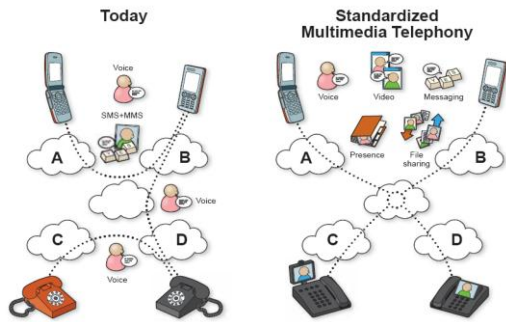 Today
Voice
SMS+MMS
A
B
Voice
C
D
Voice
Standardized
Multimedia Telephony
Voice
Video
Messaging
Presence
File
sharing
A
B
C
D